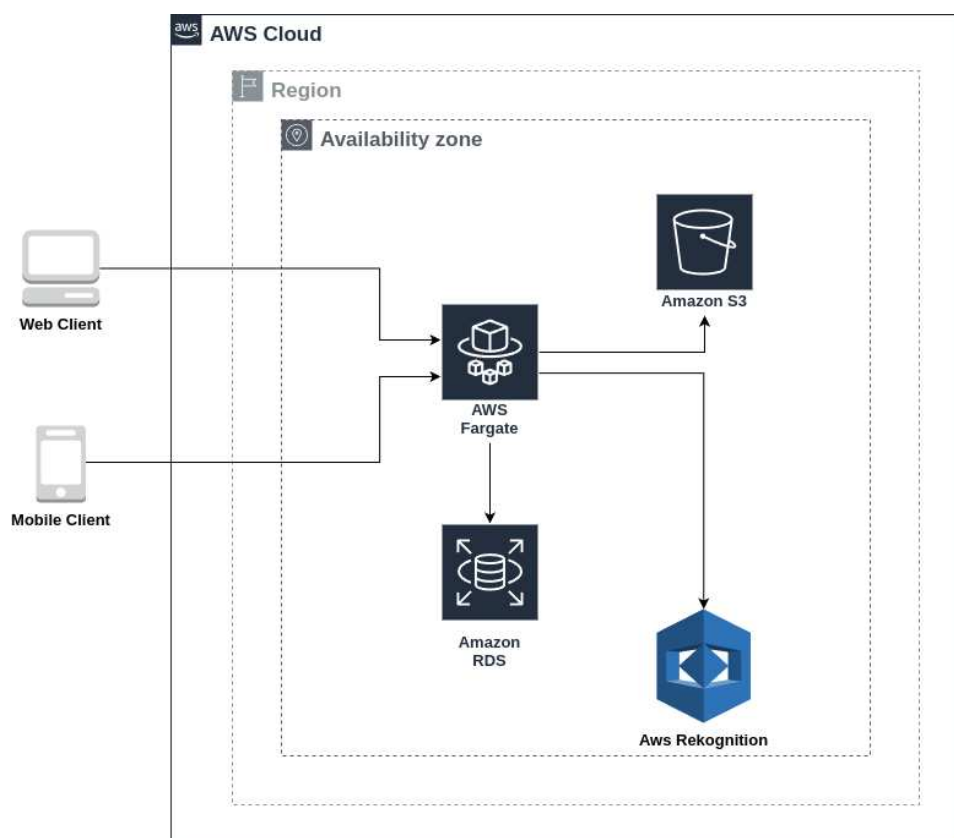 aws
AWS Cloud
Region
Availability zone
Amazon S3
Web Client
AWS
Fargate
Mobile Client
Amazon
RDS
Aws Rekognition